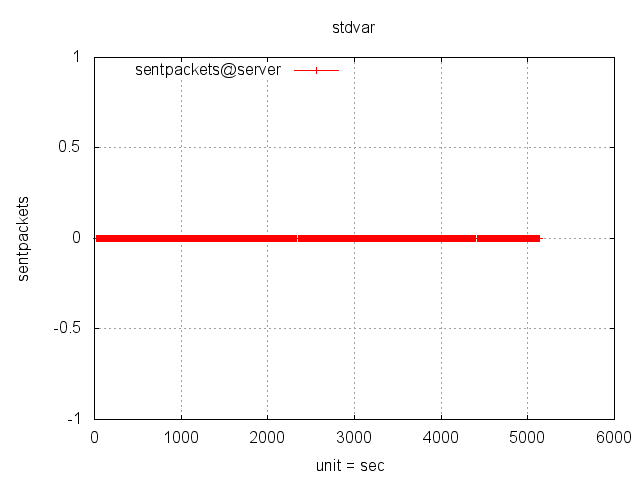 stdvar
sentpackets@server
1
0.5
0
-0.5
-1
sentpackets
0 1000 2000 3000 4000 5000 6000
unit = sec